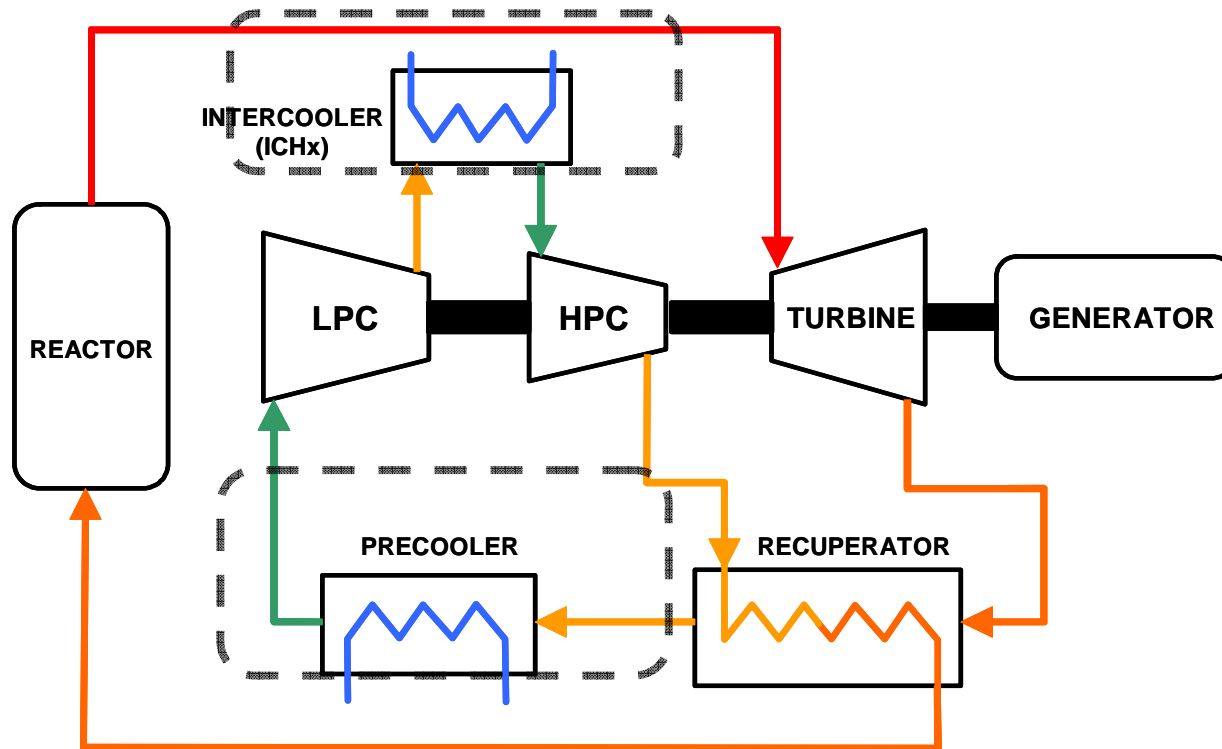 INTERCOOLER
(ICHx)
REACTOR
LPC
HPC
TURBINE
GENERATOR
PRECOOLER
RECUPERATOR